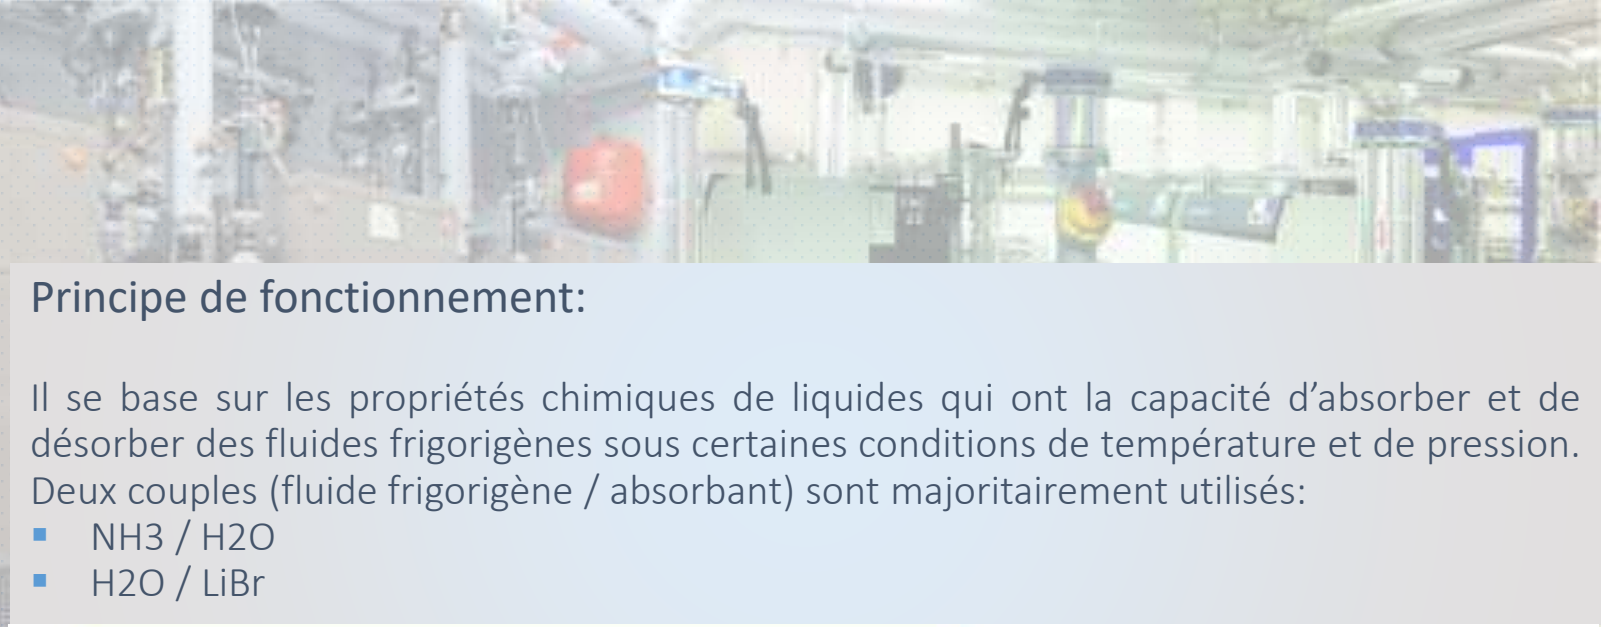 Principe de fonctionnement:
Il se base sur les propriétés chimiques de liquides qui ont la capacité d’absorber et de
désorber des fluides frigorigènes sous certaines conditions de température et de pression.
Deux couples (fluide frigorigène / absorbant) sont majoritairement utilisés:
▪ NH3 / H2O
▪ H2O / LiBr